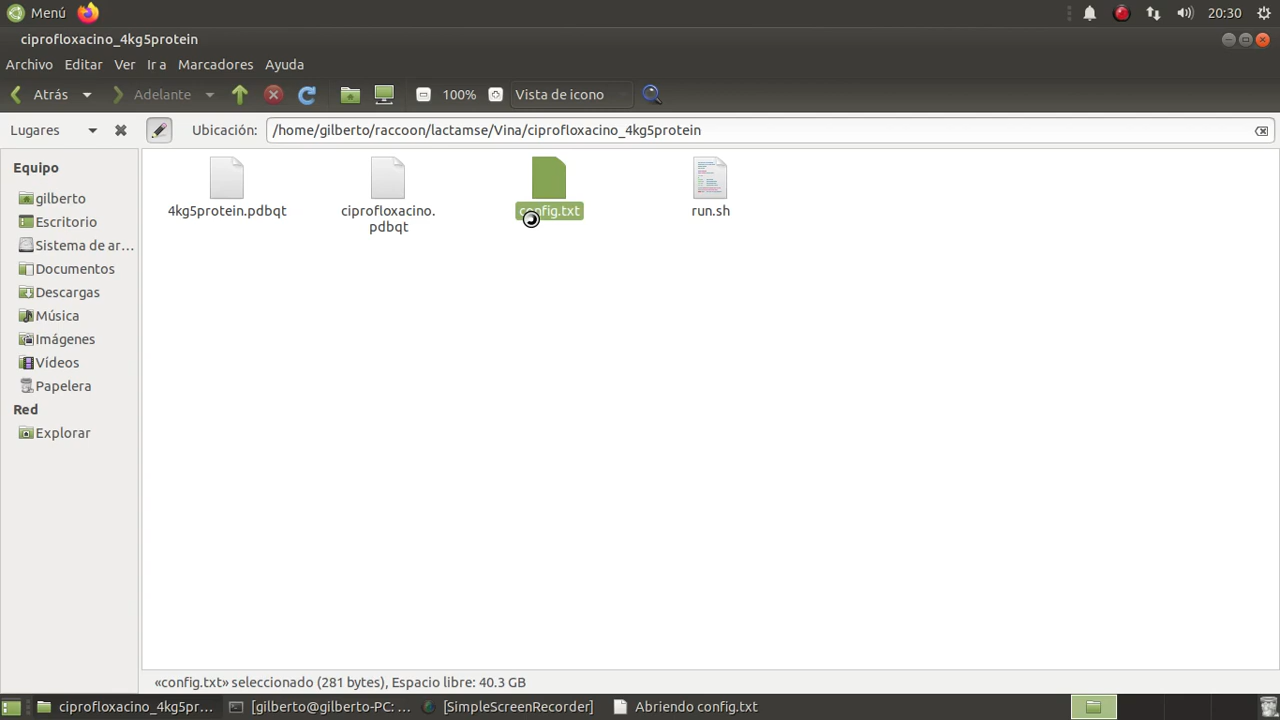 Menú
20:30
ciprofloxacino_4kg5protein
Archivo Editar Ver Ir a Marcadores Ayuda
Atrás Adelante 100% Vista de icono
Lugares Ubicación: /home/gilberto/raccoon/lactamse/Vina/ciprofloxacino_4kg5protein
Equipo
gilberto
Escritorio
Sistema de ar...
Documentos
Descargas
Música
Imágenes
Vídeos
Papelera
Red
Explorar
4kg5protein.pdbqt
ciprofloxacino.
pdbqt
config.txt
run.sh
«config.txt» seleccionado (281 bytes), Espacio libre: 40.3 GB
ciprofloxacino_4kg5pr... [gilberto@gilberto-PC: ... [SimpleScreenRecorder] Abriendo config.txt